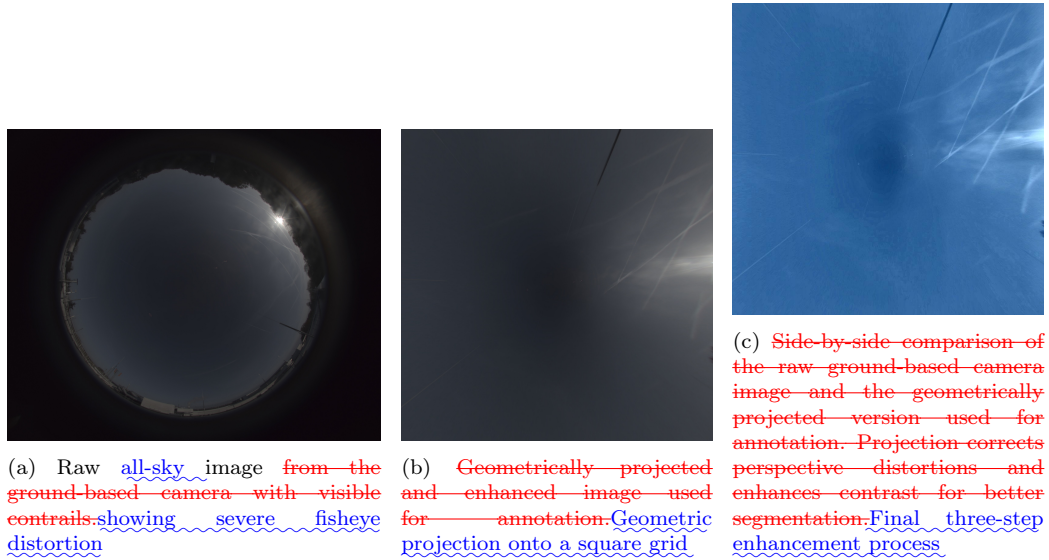 (a) Raw all-sky image from the
ground-based camera with visible
contrails.showing severe fisheye
distortion
(b) Geometrically projected
and enhanced image used
for annotation.Geometric
projection onto a square grid
(c) Side-by-side comparison of
the raw ground-based camera
image and the geometrically
projected version used for
annotation. Projection corrects
perspective distortions and
enhances contrast for better
segmentation.Final three-step
enhancement process